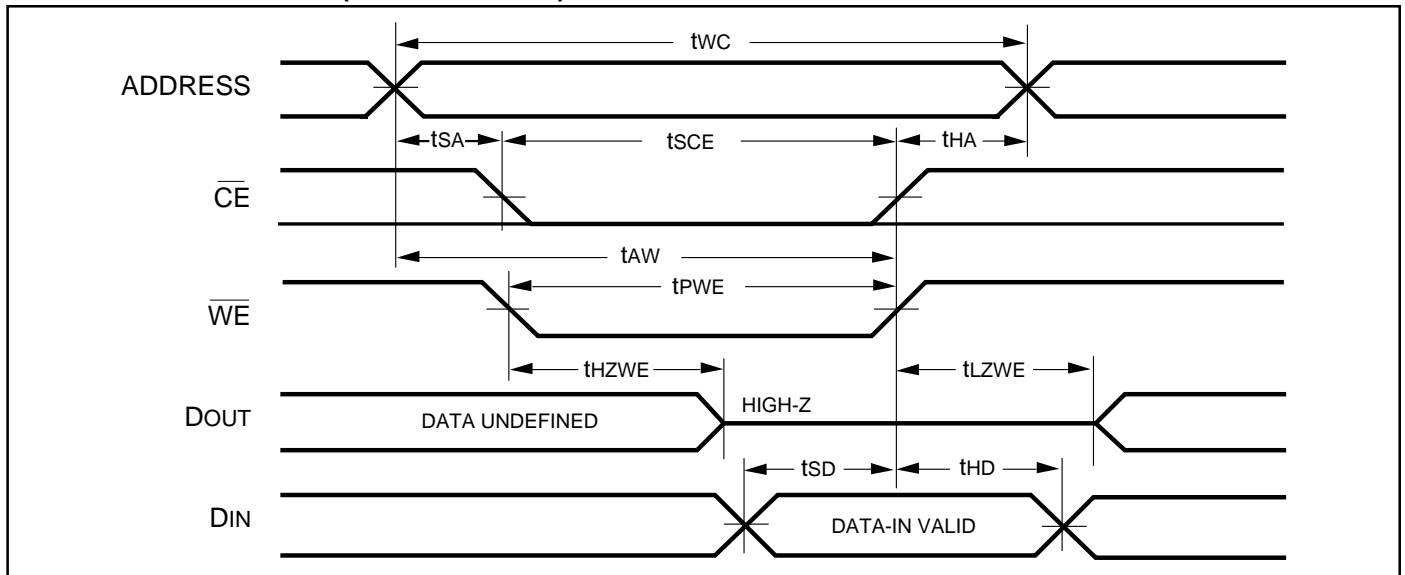 tWC
ADDRESS
tSA
tSCE
tHA
CE
tAW
tPWE
WE
tHZWE
tLZWE
DOUT
DATA UNDEFINED
HIGH-Z
tSD
tHD
DIN
DATA-IN VALID